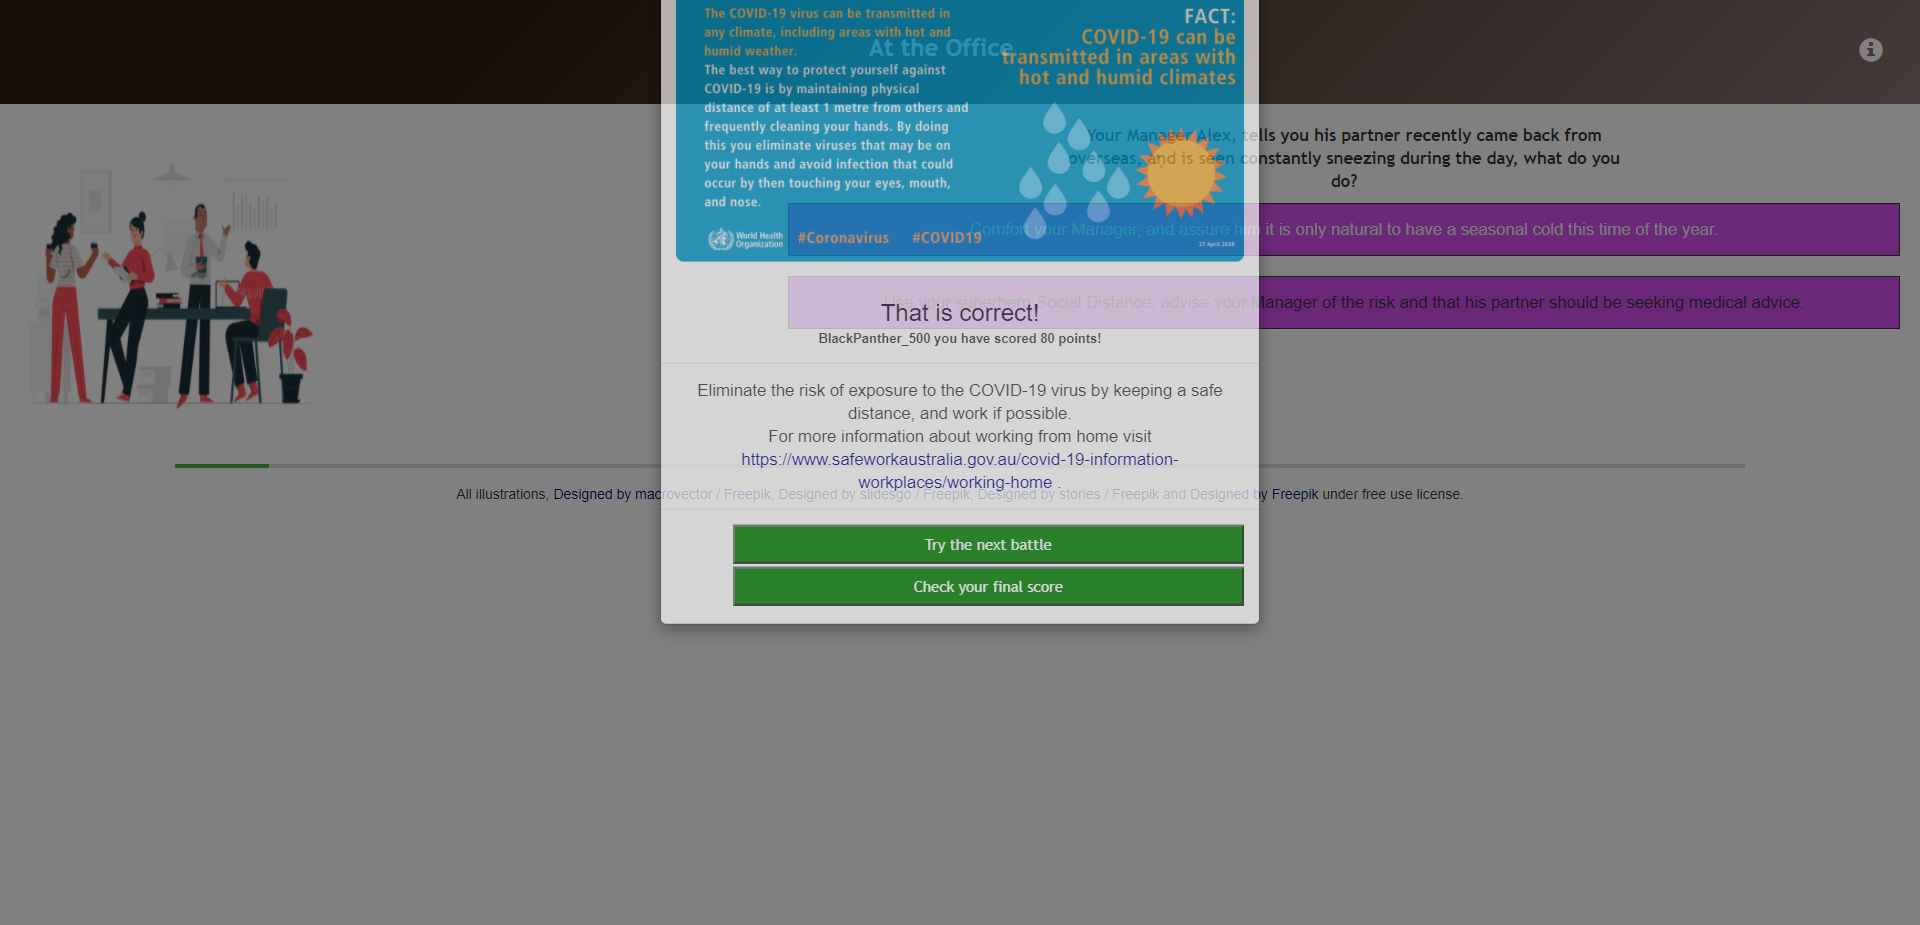 The COVID-19 virus can be transmitted in
any climate, including areas with hot and
humid weather.
The best way to protect yourself against
COVID-19 is by maintaining physical
distance of at least 1 metre from others and
frequently cleaning your hands. By doing
this you eliminate viruses that may be on
your hands and avoid infection that could
occur by then touching your eyes, mouth,
and nose.
FACT:
COVID-19 can be
transmitted in areas with
hot and humid climates
World Health
Organization
#Coronavirus #COVID19
27 April 2020
At the Office
Your Manager Alex, tells you his partner recently came back from
overseas, and is seen constantly sneezing during the day, what do you
do?
Comfort your Manager, and assure him it is only natural to have a seasonal cold this time of the year.
Use your superhero Social Distance, advise your Manager of the risk and that his partner should be seeking medical advice.
That is correct!
BlackPanther_500 you have scored 80 points!
Eliminate the risk of exposure to the COVID-19 virus by keeping a safe
distance, and work if possible.
For more information about working from home visit
https://www.safeworkaustralia.gov.au/covid-19-information-
workplaces/working-home .
All illustrations, Designed by macrovector / Freepik, Designed by slidesgo / Freepik, Designed by stories / Freepik and Designed by Freepik under free use license.
Try the next battle
Check your final score